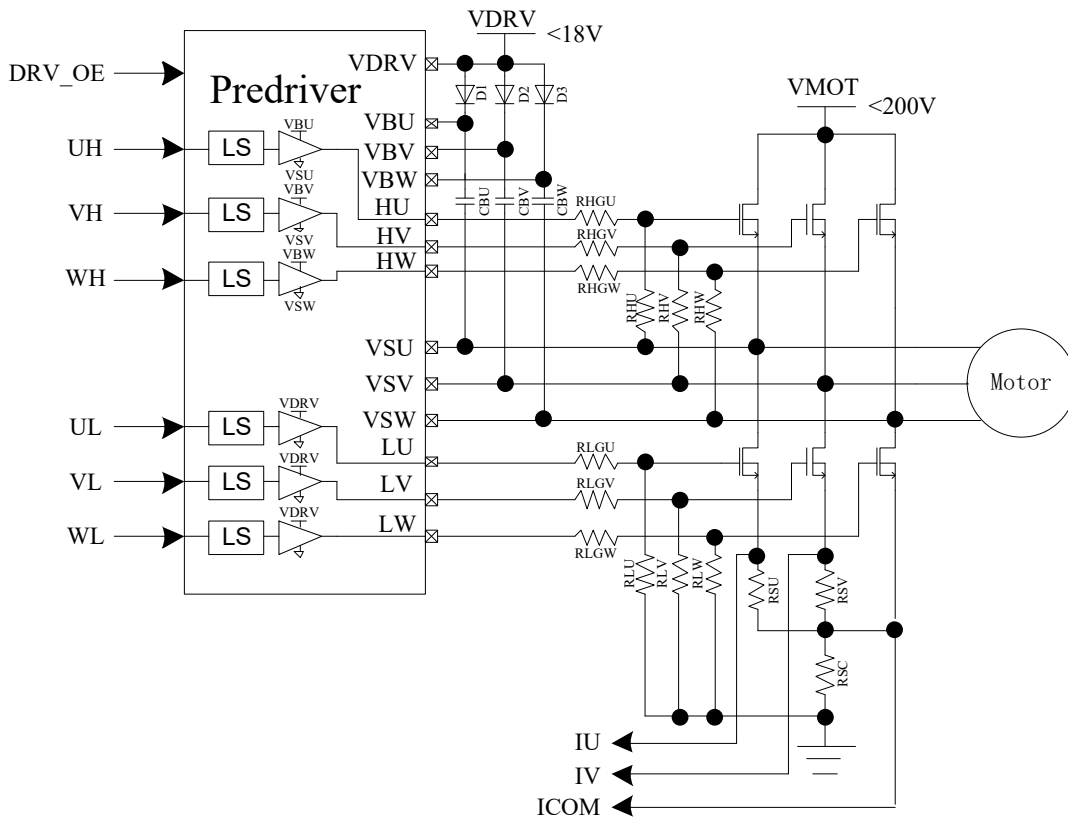 VDRV
<18V
DRV_OE
VDRV
Predriver
D1
D2
D3
VMOT
<200V
VBU
VBU
UH
LS
VBV
VSU
VBW
VBV
CBU
CBV
CBW
HU
RHGU
VH
LS
VSV
HV
RHGV
VBW
HW
WH
LS
RHGW
VSW
RHU
RHV
RHW
VSU
VSV
Motor
VSW
VDRV
UL
LS
LU
RLGU
VDRV
VL
LS
LV
RLGV
VDRV
LW
WL
LS
RLGW
RLU
RLV
RLW
RSU
RSV
RSC
IU
IV
ICOM